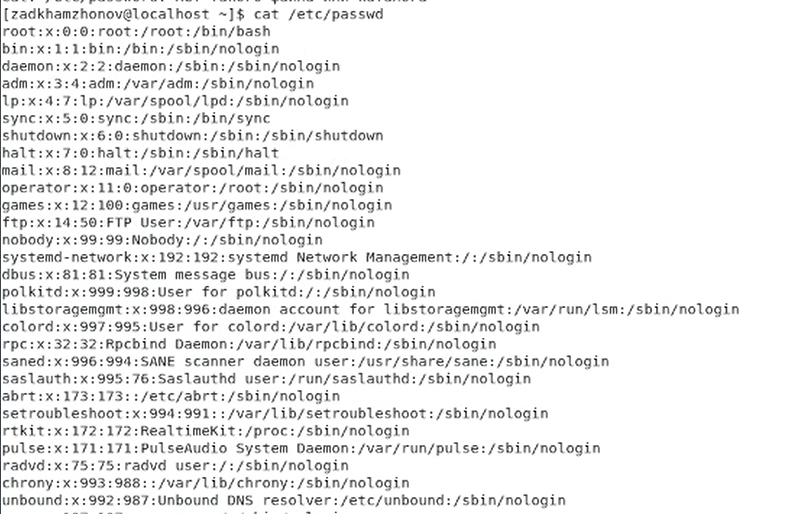 [zadkhamzhonov@localhost ~]$ cat /etc/passwd
root:x:0:0:root:/root:/bin/bash
bin:x:1:1:bin:/bin:/sbin/nologin
daemon:x:2:2:daemon:/sbin:/sbin/nologin
adm:x:3:4:adm:/var/adm:/sbin/nologin
lp:x:4:7:lp:/var/spool/lpd:/sbin/nologin
sync:x:5:0:sync:/sbin:/bin/sync
shutdown:x:6:0:shutdown:/sbin:/sbin/shutdown
halt:x:7:0:halt:/sbin:/sbin/halt
mail:x:8:12:mail:/var/spool/mail:/sbin/nologin
operator:x:11:0:operator:/root:/sbin/nologin
games:x:12:100:games:/usr/games:/sbin/nologin
ftp:x:14:50:FTP User:/var/ftp:/sbin/nologin
nobody:x:99:99:Nobody:/:/sbin/nologin
systemd-network:x:192:192:systemd Network Management:/:/sbin/nologin
dbus:x:81:81:System message bus:/:/sbin/nologin
polkitd:x:999:998:User for polkitd:/:/sbin/nologin
libstoragemgmt:x:998:996:daemon account for libstoragemgmt:/var/run/lsm:/sbin/nologin
colord:x:997:995:User for colord:/var/lib/colord:/sbin/nologin
rpc:x:32:32:Rpcbind Daemon:/var/lib/rpcbind:/sbin/nologin
saned:x:996:994:SANE scanner daemon user:/usr/share/sane:/sbin/nologin
saslauth:x:995:76:Saslauthd user:/run/saslauthd:/sbin/nologin
abrt:x:173:173::/etc/abrt:/sbin/nologin
setroubleshoot:x:994:991::/var/lib/setroubleshoot:/sbin/nologin
rtkit:x:172:172:RealtimeKit:/proc:/sbin/nologin
pulse:x:171:171:PulseAudio System Daemon:/var/run/pulse:/sbin/nologin
radvd:x:75:75:radvd user:/:/sbin/nologin
chrony:x:993:988::/var/lib/chrony:/sbin/nologin
unbound:x:992:987:Unbound DNS resolver:/etc/unbound:/sbin/nologin